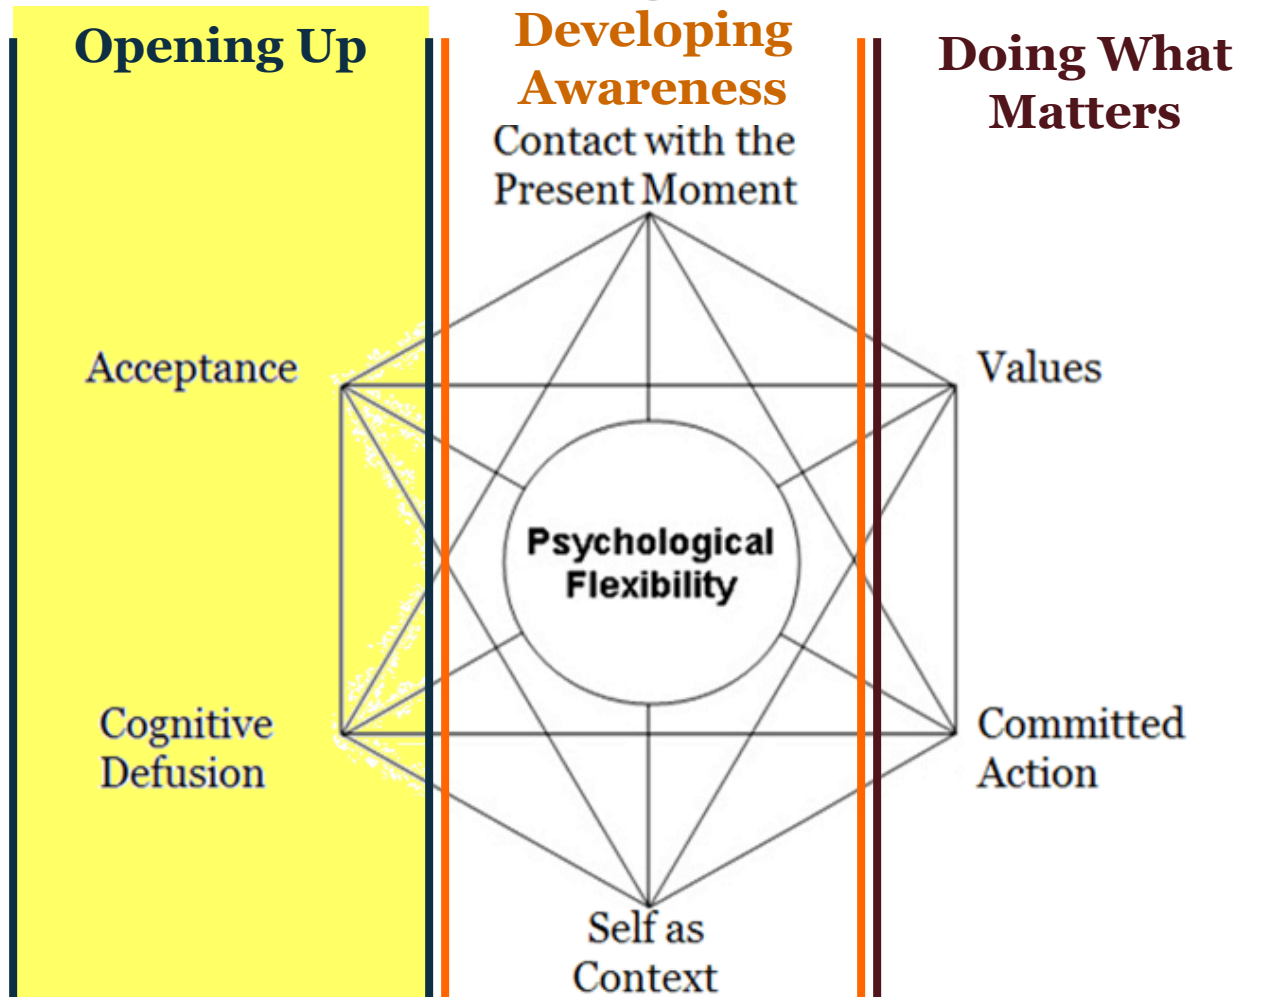 Opening Up
Developing
Awareness
Doing What
Matters
Contact with the
Present Moment
Acceptance
Values
Psychological
Flexibility
Cognitive
Defusion
Committed
Action
Self as
Context